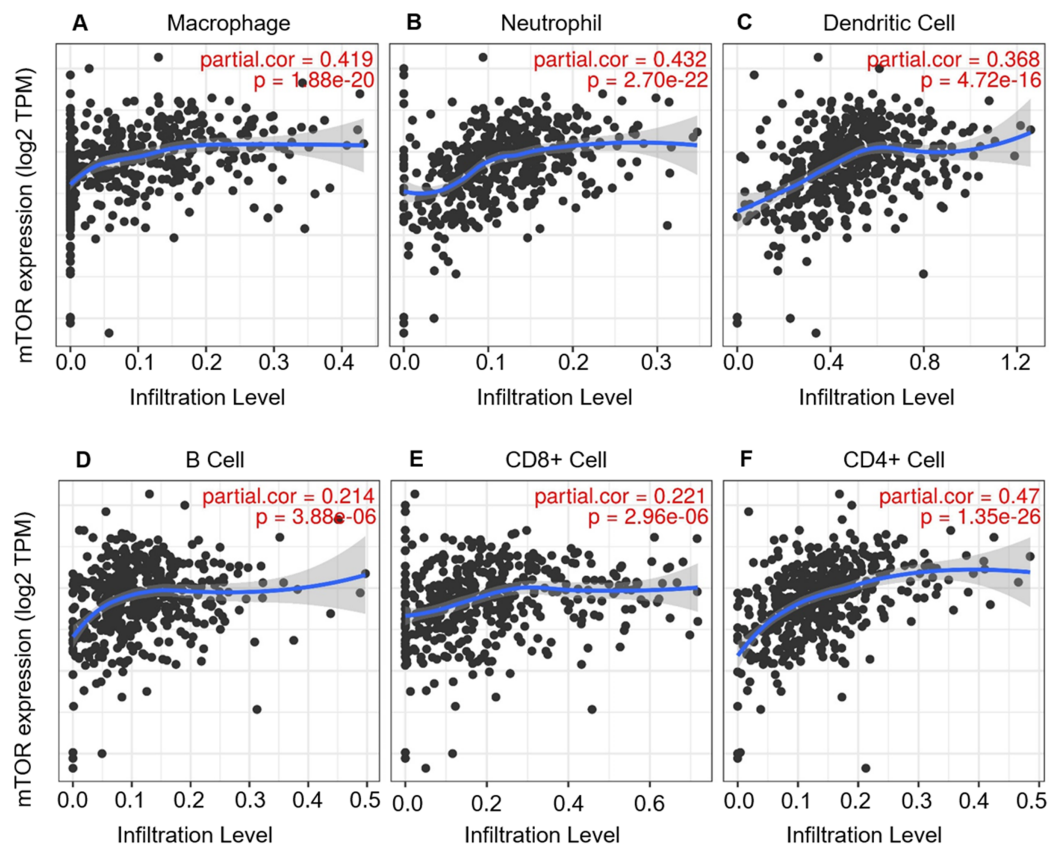 A Macrophage
partial.cor = 0.419
p = 1.88e-20
mTOR expression (log2 TPM)
0.0 0.1 0.2 0.3 0.4
Infiltration Level
B Neutrophil
partial.cor = 0.432
p = 2.70e-22
0.0 0.1 0.2 0.3
Infiltration Level
C Dendritic Cell
partial.cor = 0.368
p = 4.72e-16
0.0 0.4 0.8 1.2
Infiltration Level
D B Cell
partial.cor = 0.214
p = 3.88e-06
mTOR expression (log2 TPM)
0.0 0.1 0.2 0.3 0.4 0.5
Infiltration Level
E CD8+ Cell
partial.cor = 0.221
p = 2.96e-06
0.0 0.2 0.4 0.6
Infiltration Level
F CD4+ Cell
partial.cor = 0.47
p = 1.35e-26
0.0 0.1 0.2 0.3 0.4 0.5
Infiltration Level